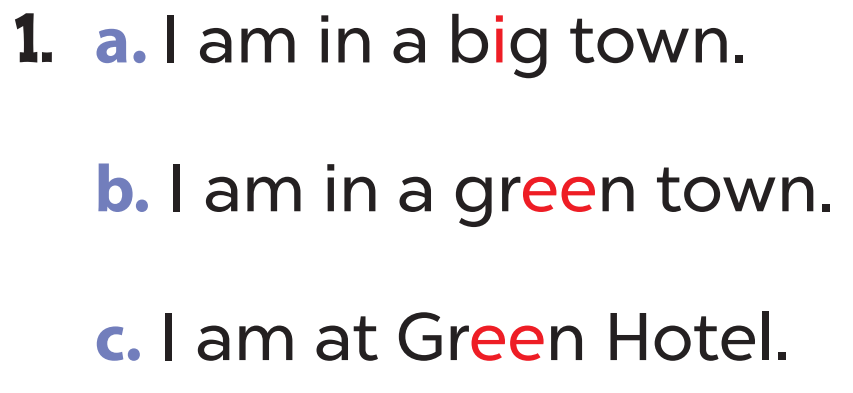 1. a. I am in a big town.
b. I am in a green town.
c. I am at Green Hotel.